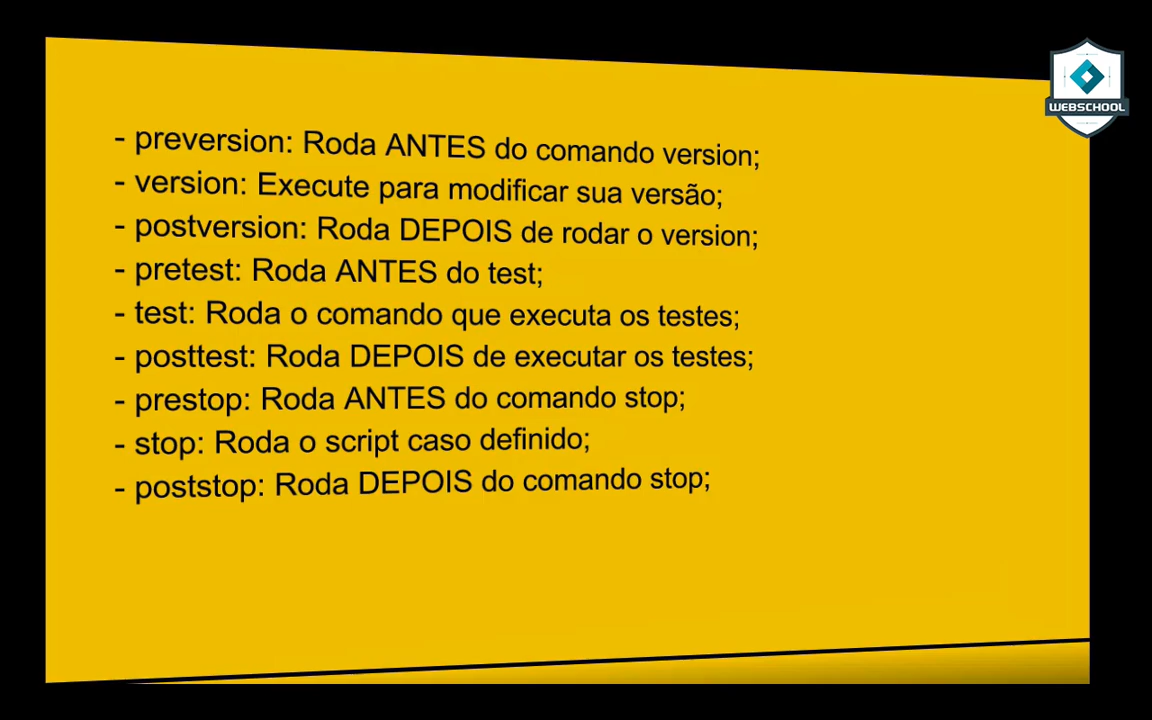 WEBSCHOOL
- preversion: Roda ANTES do comando version;
- version: Execute para modificar sua versão;
- postversion: Roda DEPOIS de rodar o version;
- pretest: Roda ANTES do test;
- test: Roda o comando que executa os testes;
- posttest: Roda DEPOIS de executar os testes;
- prestop: Roda ANTES do comando stop;
- stop: Roda o script caso definido;
- poststop: Roda DEPOIS do comando stop;